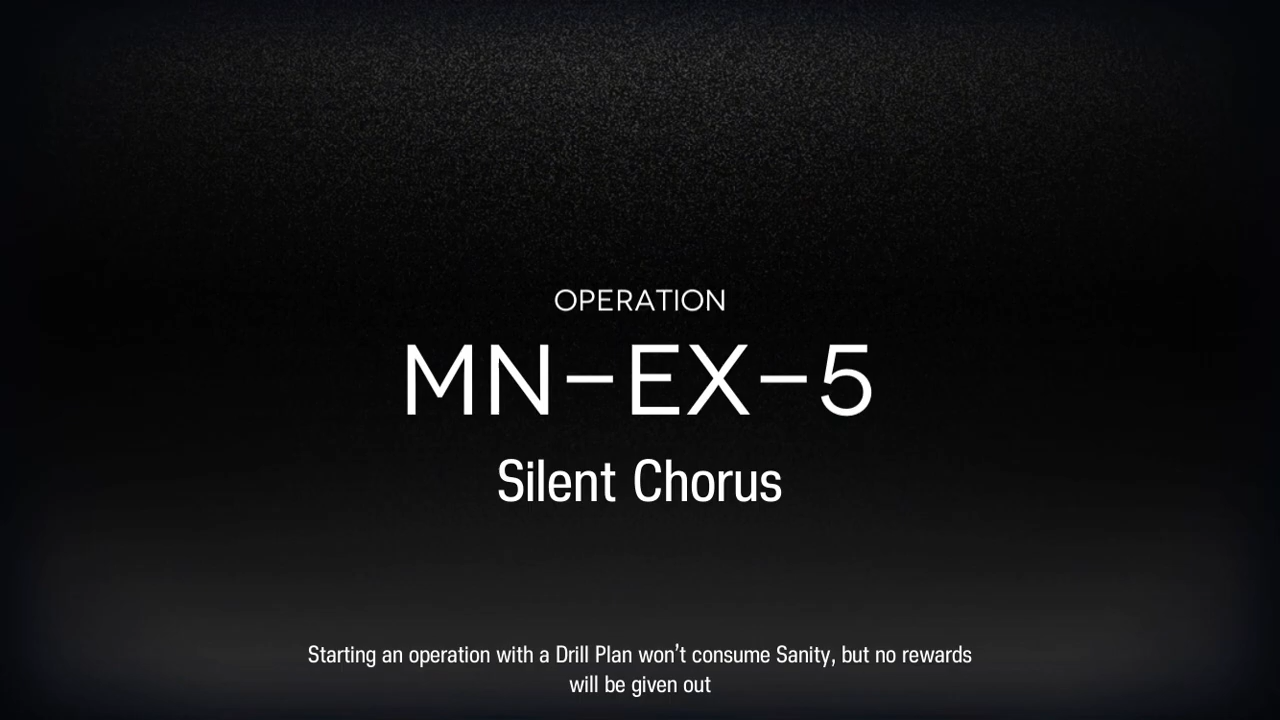 OPERATION
MN-EX-5
Silent Chorus
Starting an operation with a Drill Plan won't consume Sanity, but no rewards
will be given out